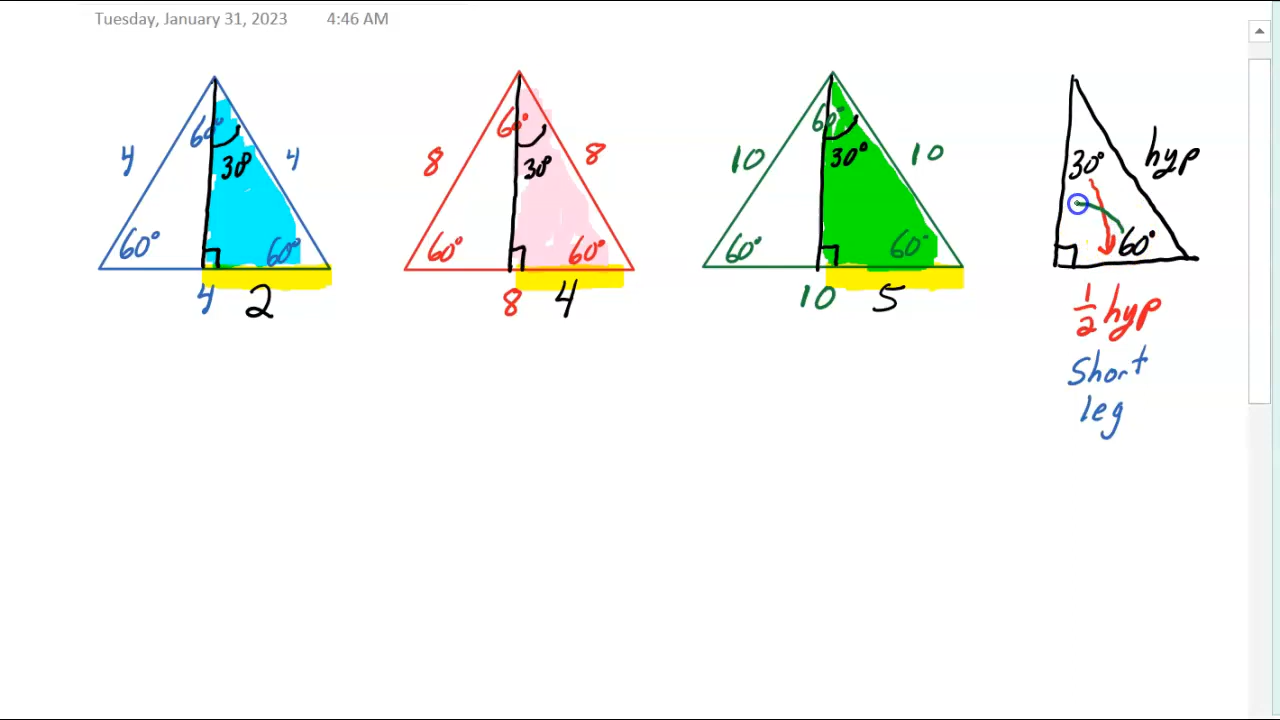 Tuesday, January 31, 2023 4:46 AM
60° 60° 60° 30°
4 4 30° 8 8 30° 10 10 30° hyp
60° 60° 60° 60° 60° 60° 60°
4 2 8 4 10 5 1/2 hyp
Short
leg